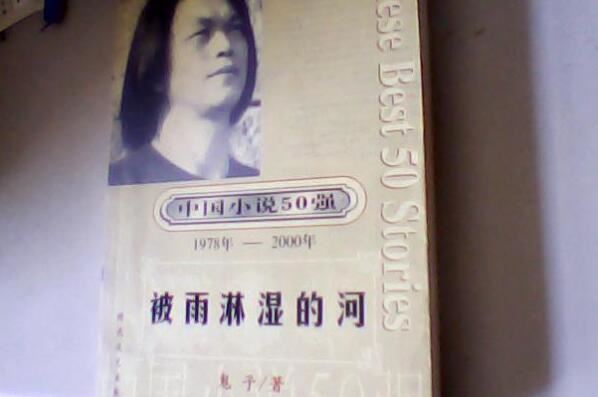 ese Best 50 Stories
中国小说50强
1978年 — 2000年
被雨淋湿的河
鬼子/著